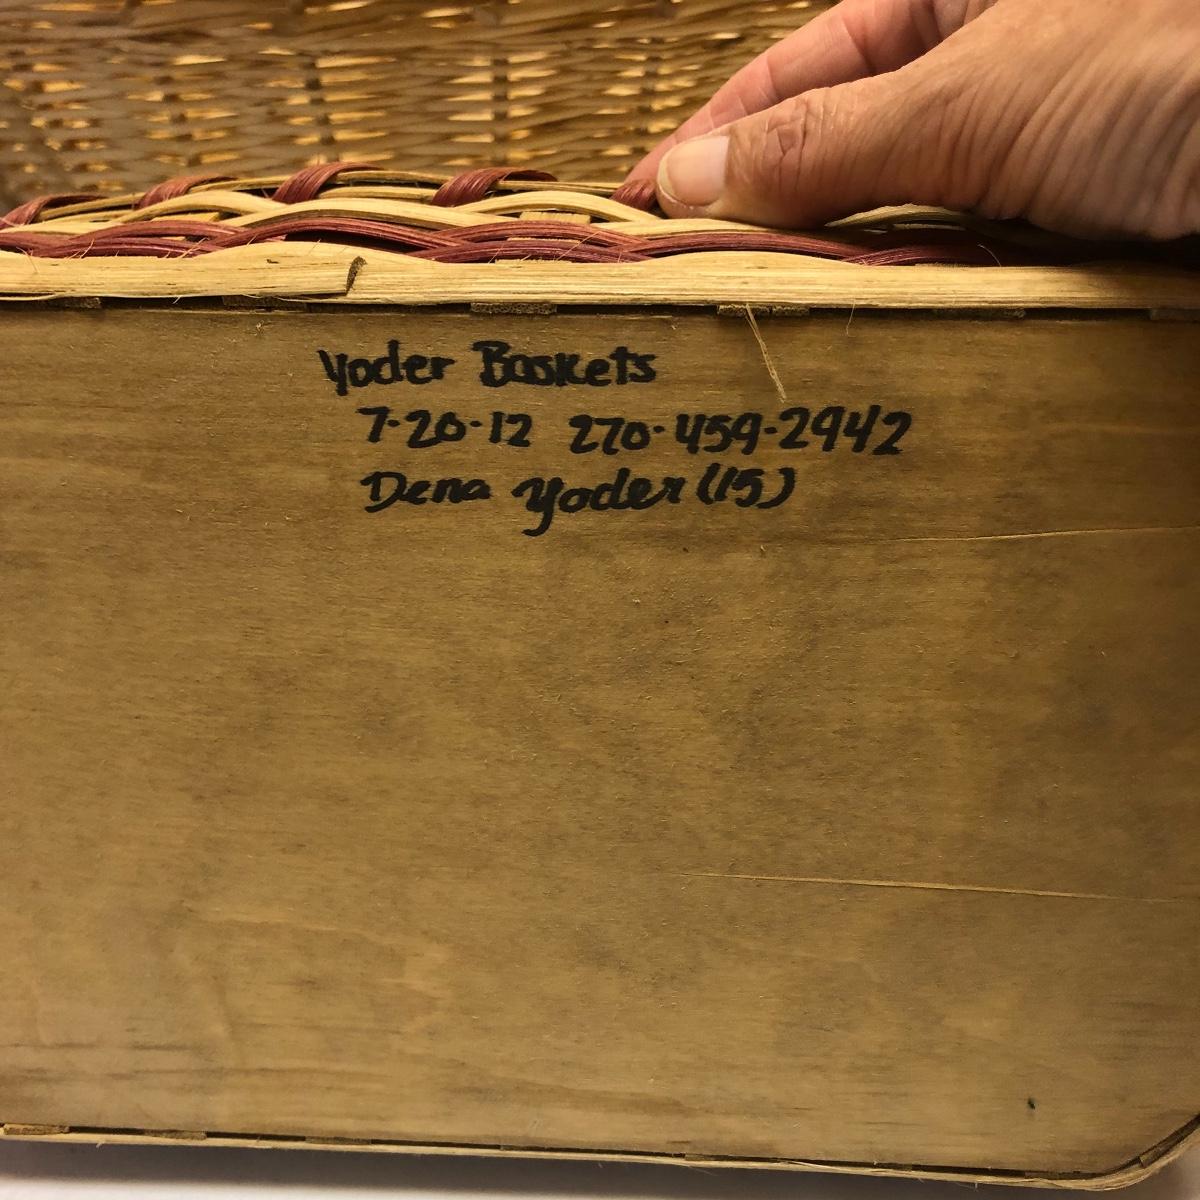 Yoder Baskets
7-20-12 270-459-2942
Dena Yoder (15)